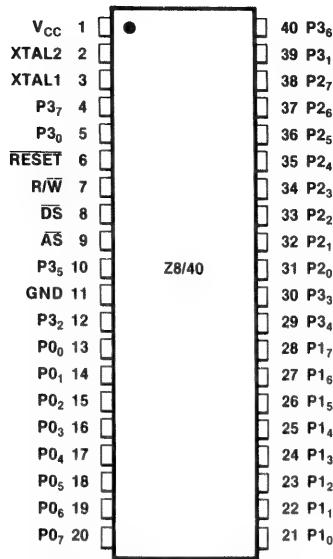 V_CC 1 40 P3₆
XTAL2 2 39 P3₁
XTAL1 3 38 P2₇
P3₇ 4 37 P2₆
P3₀ 5 36 P2₅
R̅E̅S̅E̅T̅ 6 35 P2₄
R/W̅ 7 34 P2₃
D̅S̅ 8 33 P2₂
A̅S̅ 9 32 P2₁
P3₅ 10 Z8/40 31 P2₀
GND 11 30 P3₃
P3₂ 12 29 P3₄
P0₀ 13 28 P1₇
P0₁ 14 27 P1₆
P0₂ 15 26 P1₅
P0₃ 16 25 P1₄
P0₄ 17 24 P1₃
P0₅ 18 23 P1₂
P0₆ 19 22 P1₁
P0₇ 20 21 P1₀